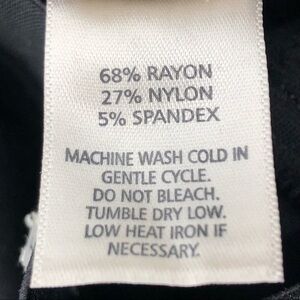 68% RAYON
27% NYLON
5% SPANDEX
MACHINE WASH COLD IN
GENTLE CYCLE.
DO NOT BLEACH.
TUMBLE DRY LOW.
LOW HEAT IRON IF
NECESSARY.